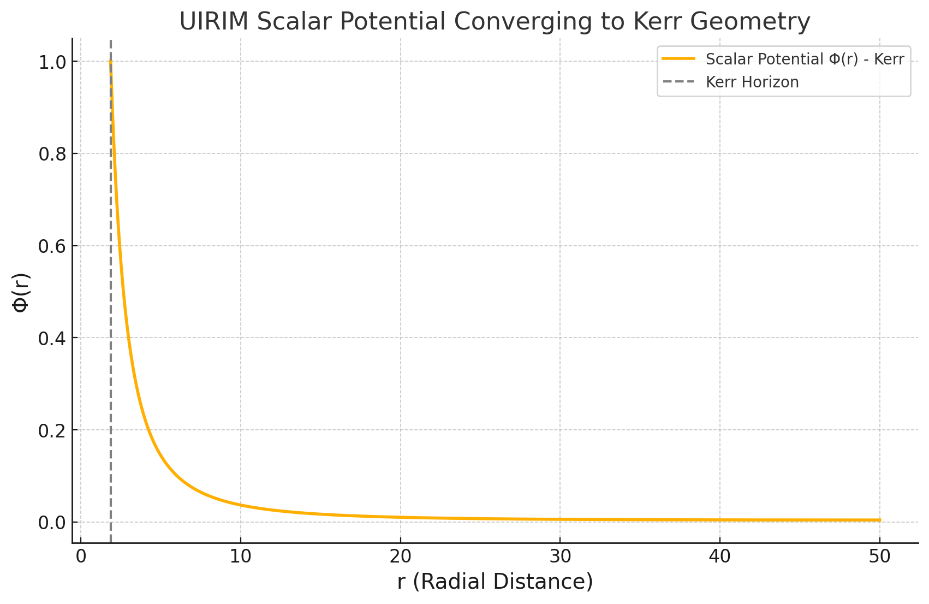 UIRIM Scalar Potential Converging to Kerr Geometry
Scalar Potential Φ(r) - Kerr
Kerr Horizon
Φ(r)
1.0
0.8
0.6
0.4
0.2
0.0
0 10 20 30 40 50
r (Radial Distance)